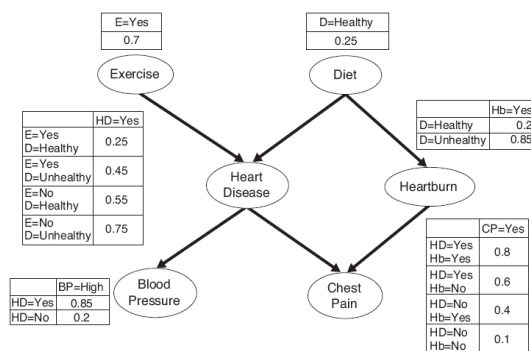 E=Yes
0.7
Exercise
D=Healthy
0.25
Diet
HD=Yes
E=Yes
D=Healthy
0.25
E=Yes
D=Unhealthy
0.45
E=No
D=Healthy
0.55
E=No
D=Unhealthy
0.75
Hb=Yes
D=Healthy
0.2
D=Unhealthy
0.85
Heart
Disease
Heartburn
BP=High
HD=Yes
0.85
HD=No
0.2
Blood
Pressure
Chest
Pain
CP=Yes
HD=Yes
Hb=Yes
0.8
HD=Yes
Hb=No
0.6
HD=No
Hb=Yes
0.4
HD=No
Hb=No
0.1